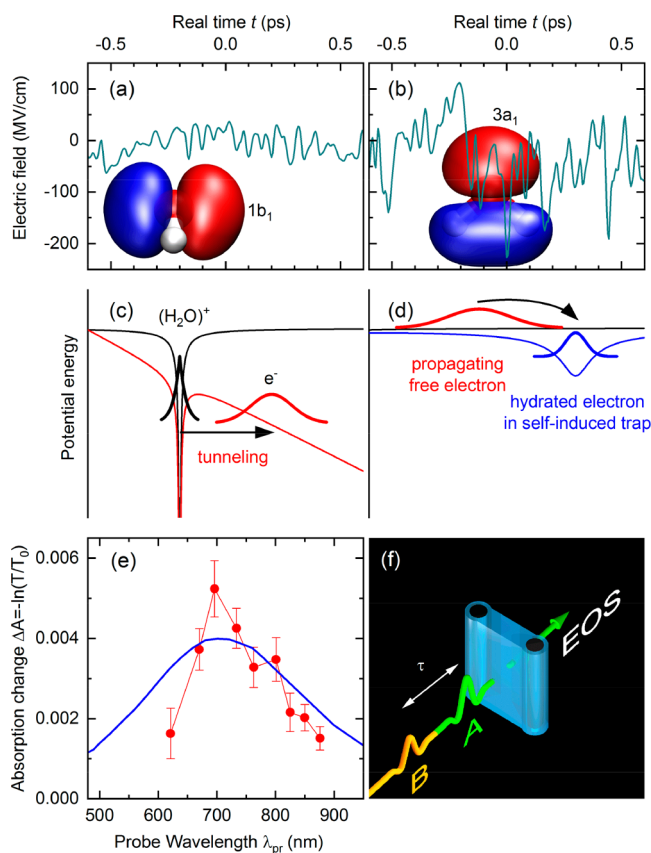 Real time t (ps) Real time t (ps)
-0.5 0.0 0.5 -0.5 0.0 0.5
Electric field (MV/cm)
100
0
-100
-200
(a)
1b₁
(b)
3a₁
Potential energy
(c)
(H₂O)⁺
e⁻
tunneling
(d)
propagating
free electron
hydrated electron
in self-induced trap
Absorption change ΔA=-ln(T/T₀)
0.006
0.004
0.002
0.000
(e)
500 600 700 800 900
Probe Wavelength λpr (nm)
(f)
EOS
τ
A
B